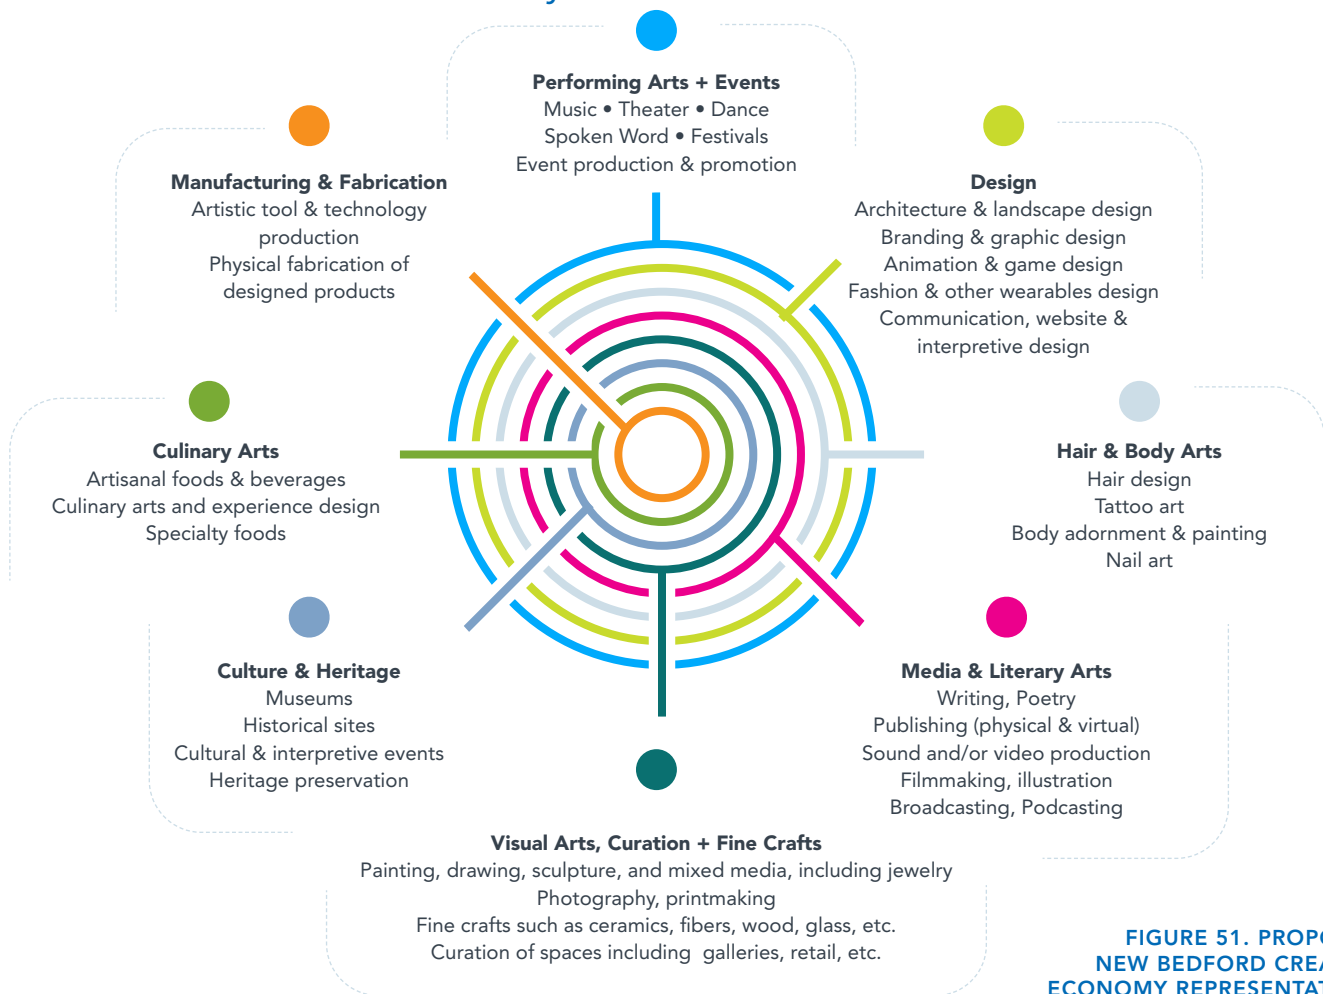 Performing Arts + Events
Music • Theater • Dance
Spoken Word • Festivals
Event production & promotion
Manufacturing & Fabrication
Artistic tool & technology
production
Physical fabrication of
designed products
Design
Architecture & landscape design
Branding & graphic design
Animation & game design
Fashion & other wearables design
Communication, website &
interpretive design
Culinary Arts
Artisanal foods & beverages
Culinary arts and experience design
Specialty foods
Hair & Body Arts
Hair design
Tattoo art
Body adornment & painting
Nail art
Culture & Heritage
Museums
Historical sites
Cultural & interpretive events
Heritage preservation
Media & Literary Arts
Writing, Poetry
Publishing (physical & virtual)
Sound and/or video production
Filmmaking, illustration
Broadcasting, Podcasting
Visual Arts, Curation + Fine Crafts
Painting, drawing, sculpture, and mixed media, including jewelry
Photography, printmaking
Fine crafts such as ceramics, fibers, wood, glass, etc.
Curation of spaces including galleries, retail, etc.
FIGURE 51.
NEW BEDFORD
ECONOMY